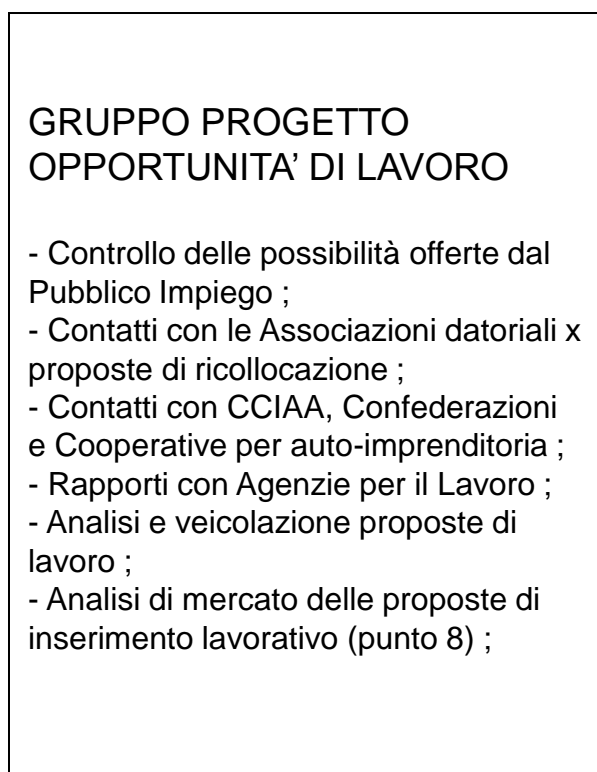 GRUPPO PROGETTO
OPPORTUNITA’ DI LAVORO
- Controllo delle possibilità offerte dal
Pubblico Impiego ;
- Contatti con le Associazioni datoriali x
proposte di ricollocazione ;
- Contatti con CCIAA, Confederazioni
e Cooperative per auto-imprenditoria ;
- Rapporti con Agenzie per il Lavoro ;
- Analisi e veicolazione proposte di
lavoro ;
- Analisi di mercato delle proposte di
inserimento lavorativo (punto 8) ;